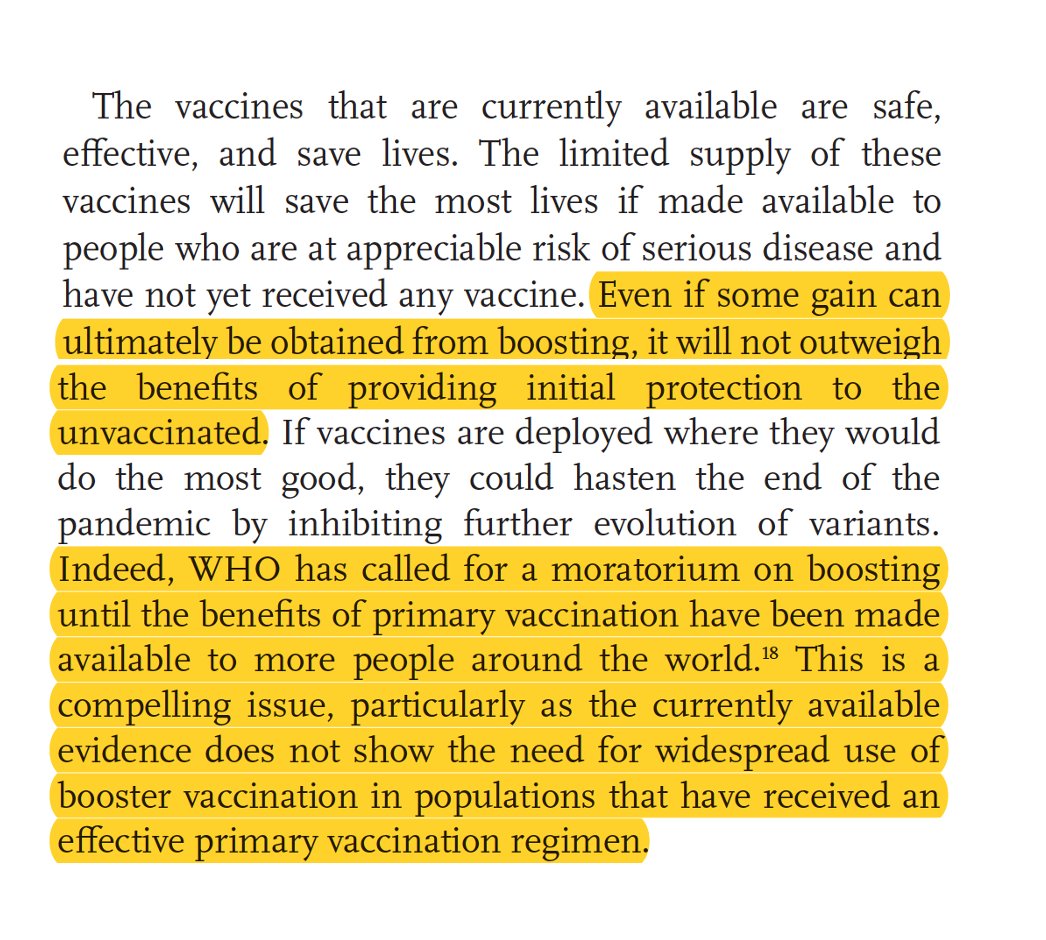 The vaccines that are currently available are safe,
effective, and save lives. The limited supply of these
vaccines will save the most lives if made available to
people who are at appreciable risk of serious disease and
have not yet received any vaccine. Even if some gain can
ultimately be obtained from boosting, it will not outweigh
the benefits of providing initial protection to the
unvaccinated. If vaccines are deployed where they would
do the most good, they could hasten the end of the
pandemic by inhibiting further evolution of variants.
Indeed, WHO has called for a moratorium on boosting
until the benefits of primary vaccination have been made
available to more people around the world.¹⁸ This is a
compelling issue, particularly as the currently available
evidence does not show the need for widespread use of
booster vaccination in populations that have received an
effective primary vaccination regimen.